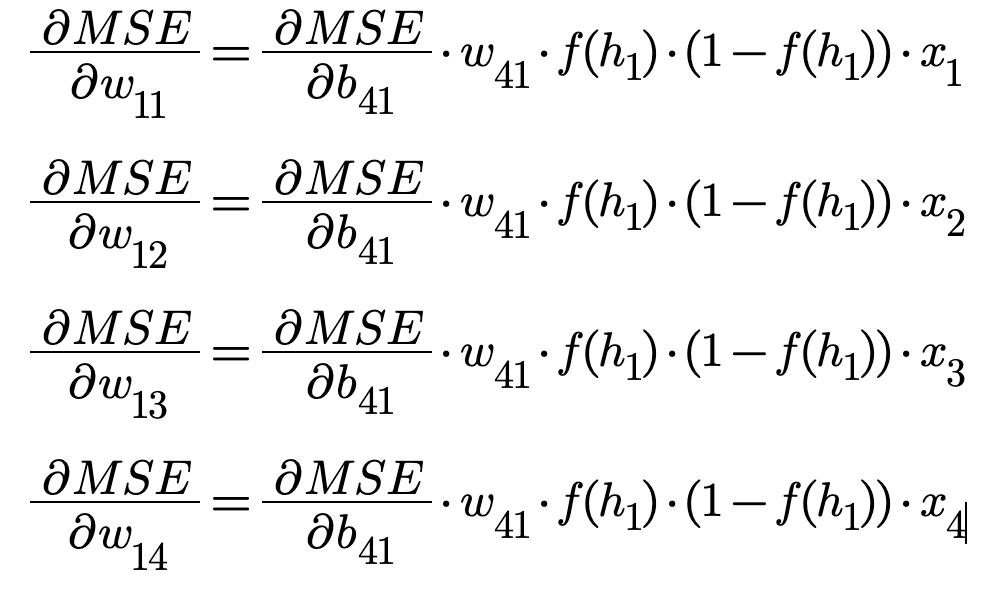 ∂MSE/∂w₁₁ = ∂MSE/∂b₄₁ · w₄₁ · f(h₁) · (1 − f(h₁)) · x₁
∂MSE/∂w₁₂ = ∂MSE/∂b₄₁ · w₄₁ · f(h₁) · (1 − f(h₁)) · x₂
∂MSE/∂w₁₃ = ∂MSE/∂b₄₁ · w₄₁ · f(h₁) · (1 − f(h₁)) · x₃
∂MSE/∂w₁₄ = ∂MSE/∂b₄₁ · w₄₁ · f(h₁) · (1 − f(h₁)) · x₄